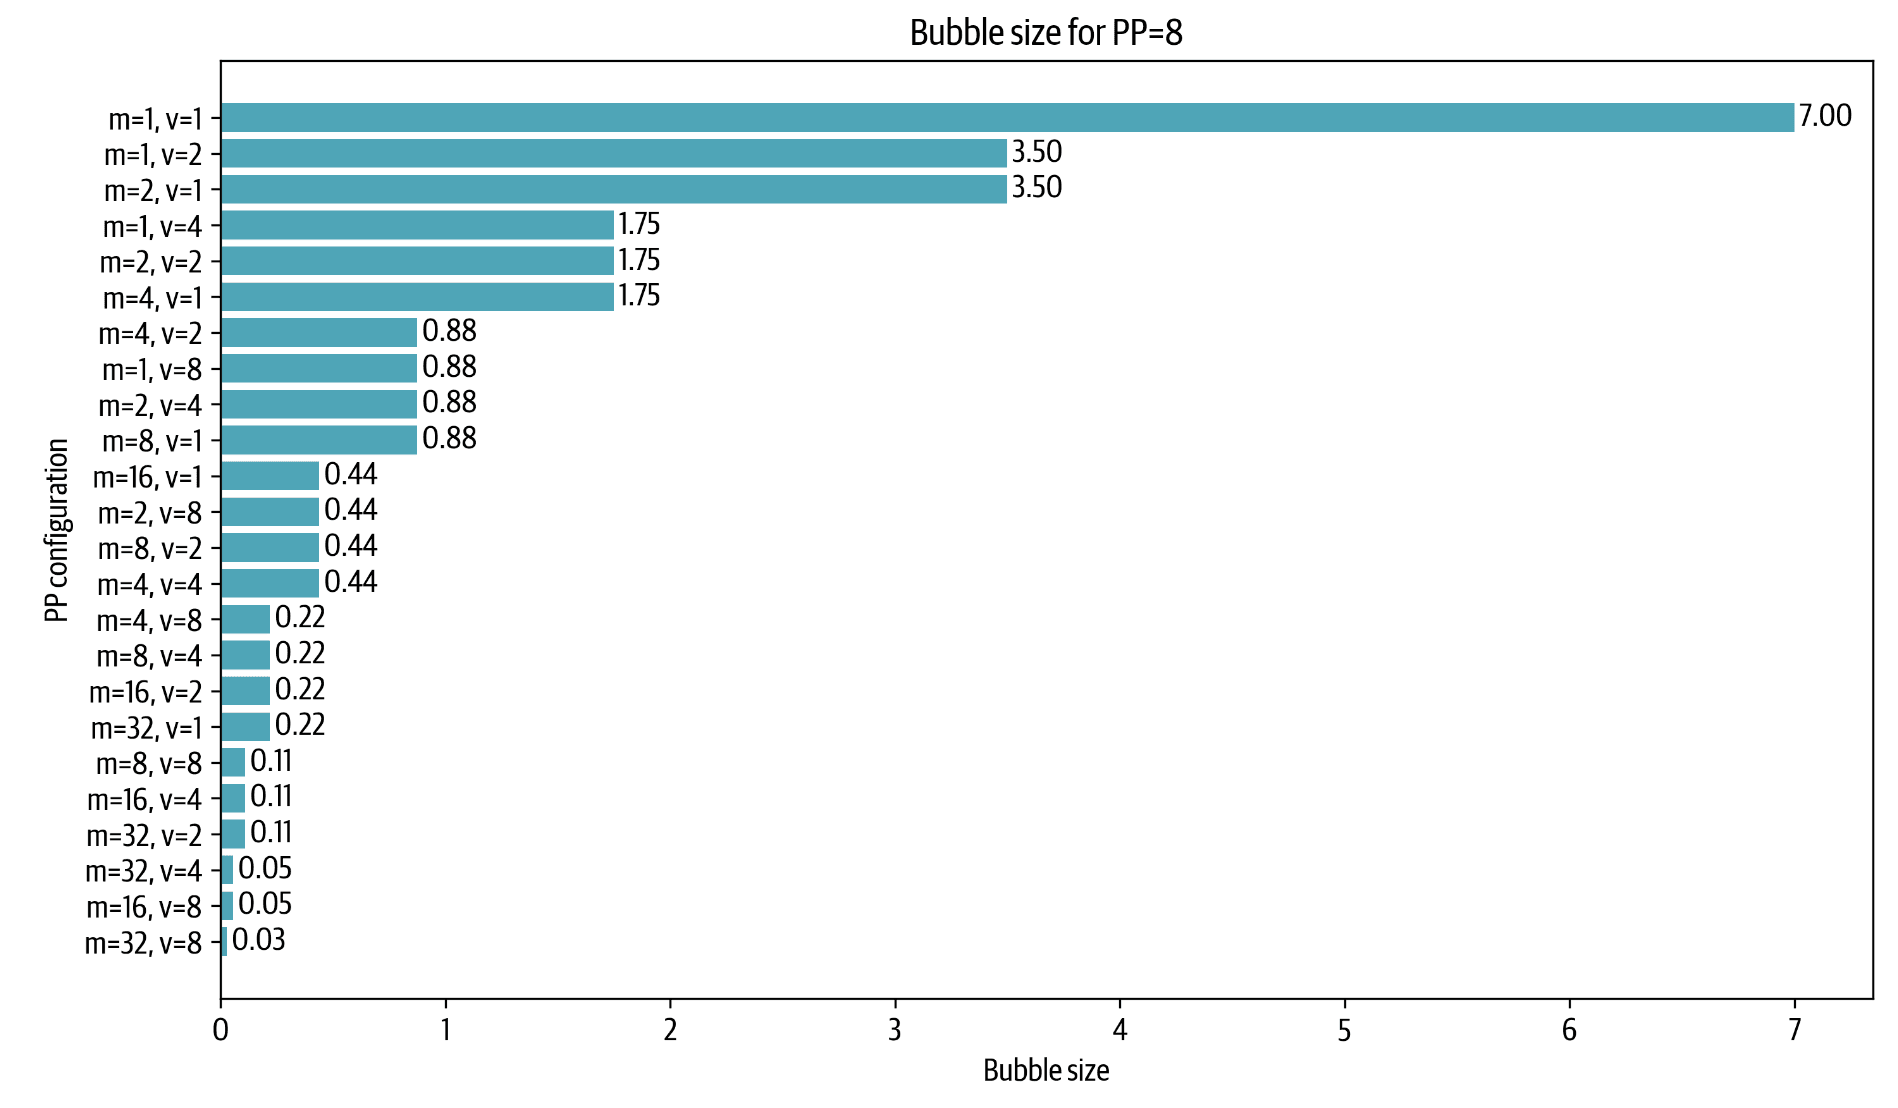 Bubble size for PP=8
PP configuration
m=1, v=1 7.00
m=1, v=2 3.50
m=2, v=1 3.50
m=1, v=4 1.75
m=2, v=2 1.75
m=4, v=1 1.75
m=4, v=2 0.88
m=1, v=8 0.88
m=2, v=4 0.88
m=8, v=1 0.88
m=16, v=1 0.44
m=2, v=8 0.44
m=8, v=2 0.44
m=4, v=4 0.44
m=4, v=8 0.22
m=8, v=4 0.22
m=16, v=2 0.22
m=32, v=1 0.22
m=8, v=8 0.11
m=16, v=4 0.11
m=32, v=2 0.11
m=32, v=4 0.05
m=16, v=8 0.05
m=32, v=8 0.03
0 1 2 3 4 5 6 7
Bubble size